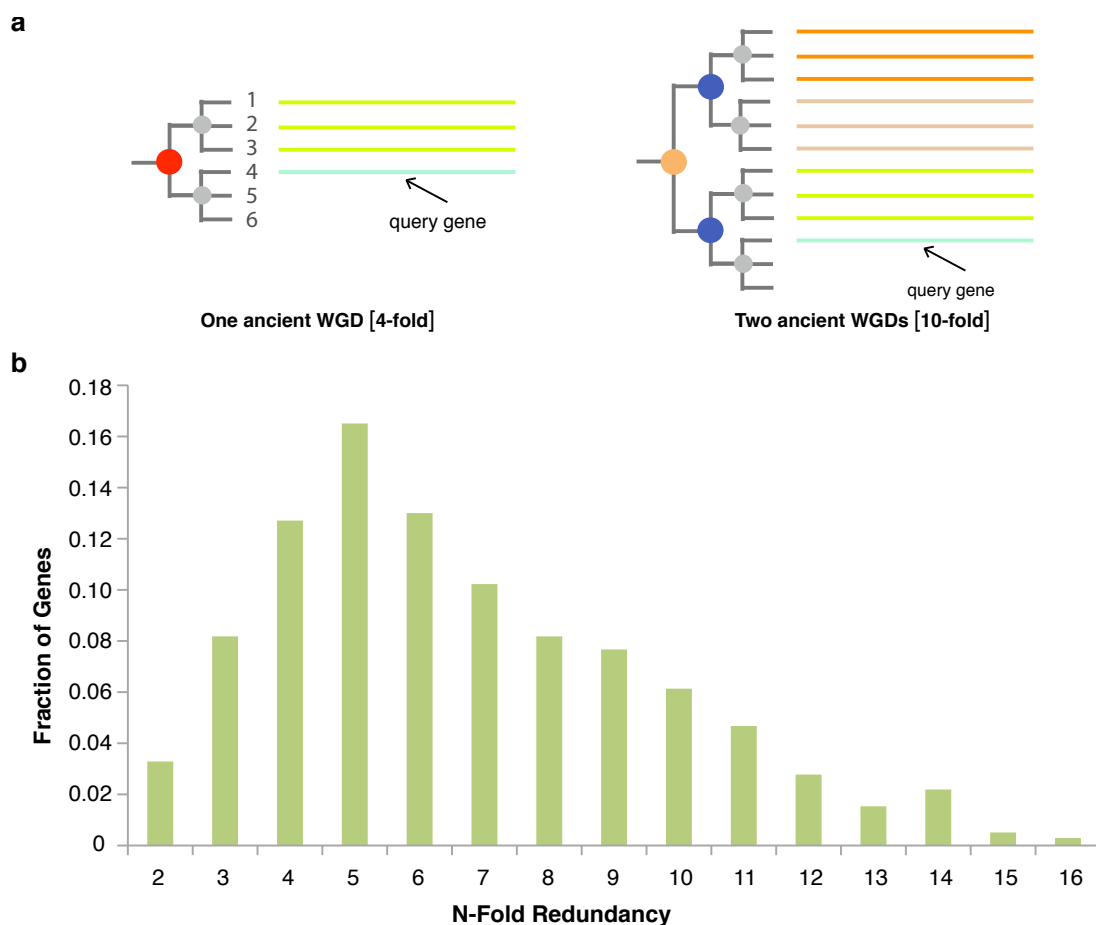 a
1
2
3
4
5
6
query gene
One ancient WGD [4-fold]
query gene
Two ancient WGDs [10-fold]
b
0.18
0.16
0.14
0.12
0.10
0.08
0.06
0.04
0.02
0
Fraction of Genes
2 3 4 5 6 7 8 9 10 11 12 13 14 15 16
N-Fold Redundancy